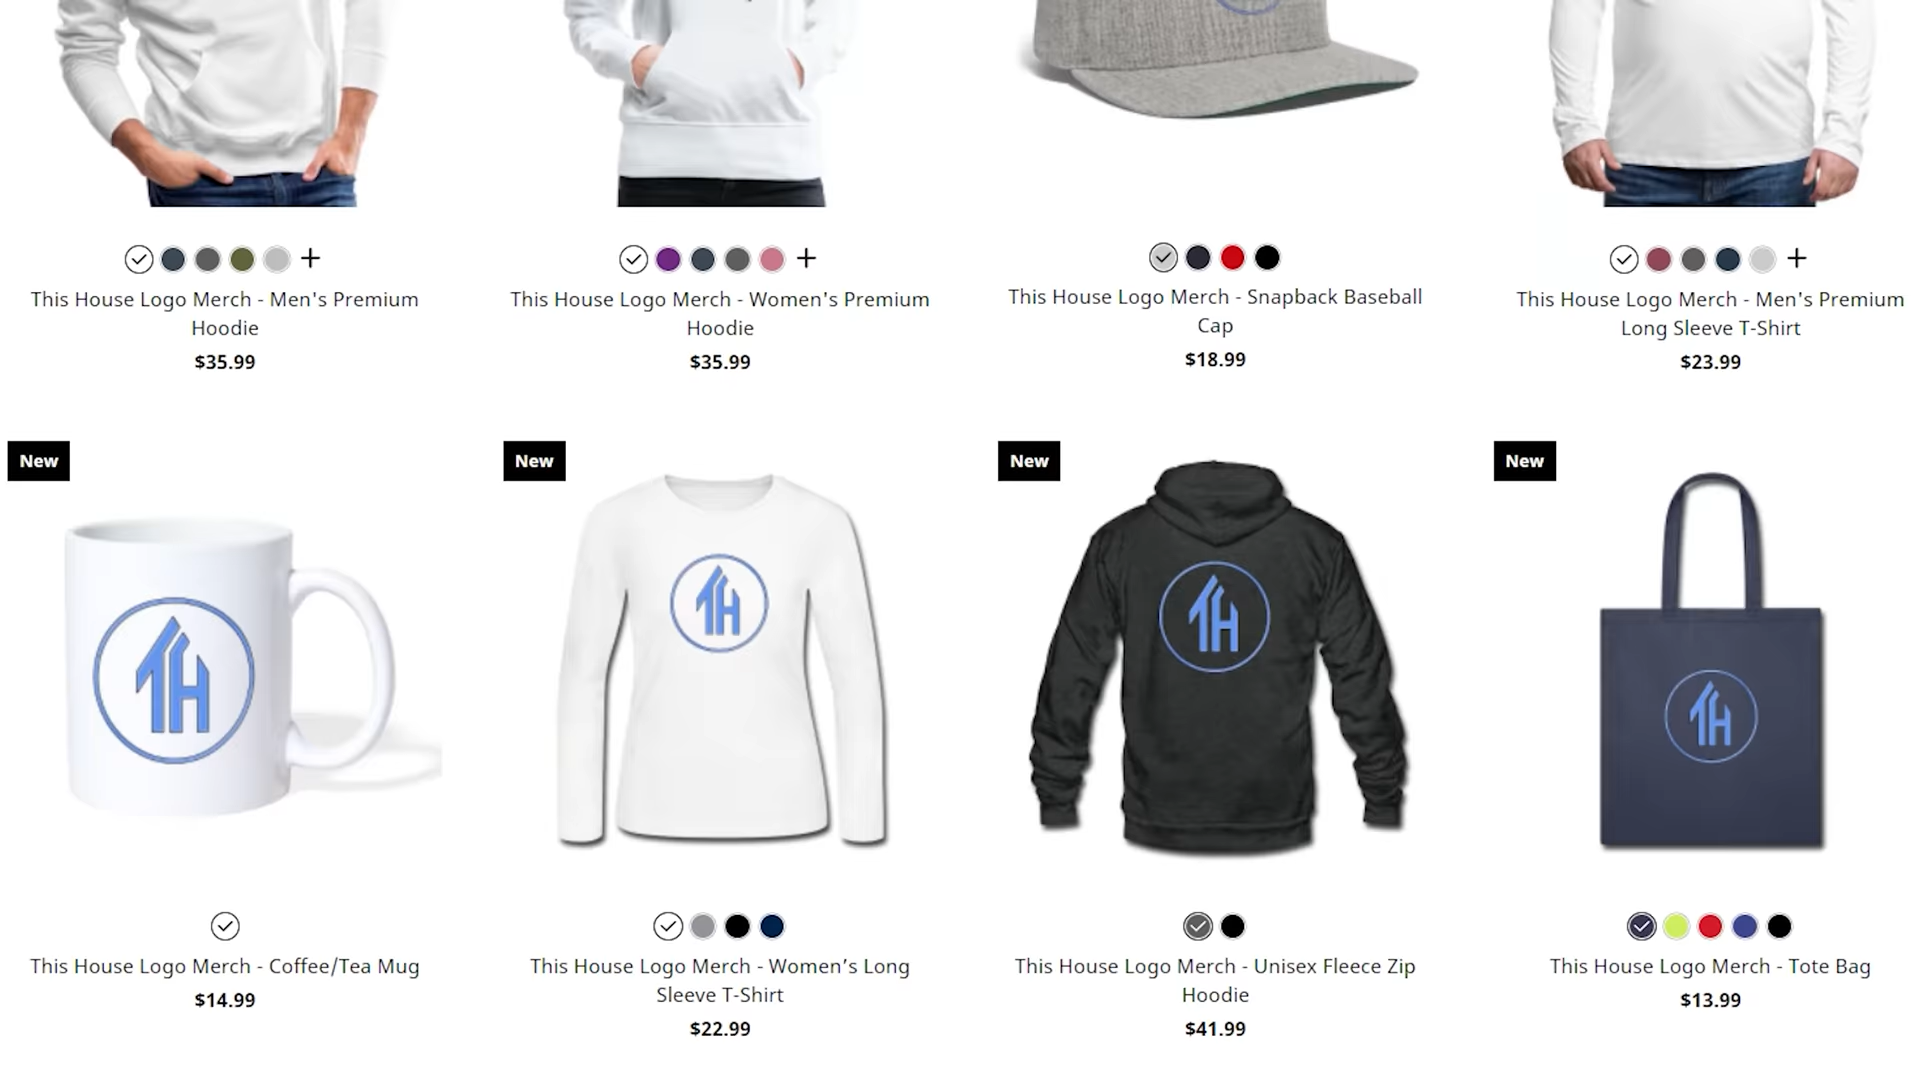 This House Logo Merch - Men's Premium
Hoodie
$35.99
This House Logo Merch - Women's Premium
Hoodie
$35.99
This House Logo Merch - Snapback Baseball
Cap
$18.99
This House Logo Merch - Men's Premium
Long Sleeve T-Shirt
$23.99
New
TH
This House Logo Merch - Coffee/Tea Mug
$14.99
New
TH
This House Logo Merch - Women’s Long
Sleeve T-Shirt
$22.99
New
TH
This House Logo Merch - Unisex Fleece Zip
Hoodie
$41.99
New
TH
This House Logo Merch - Tote Bag
$13.99